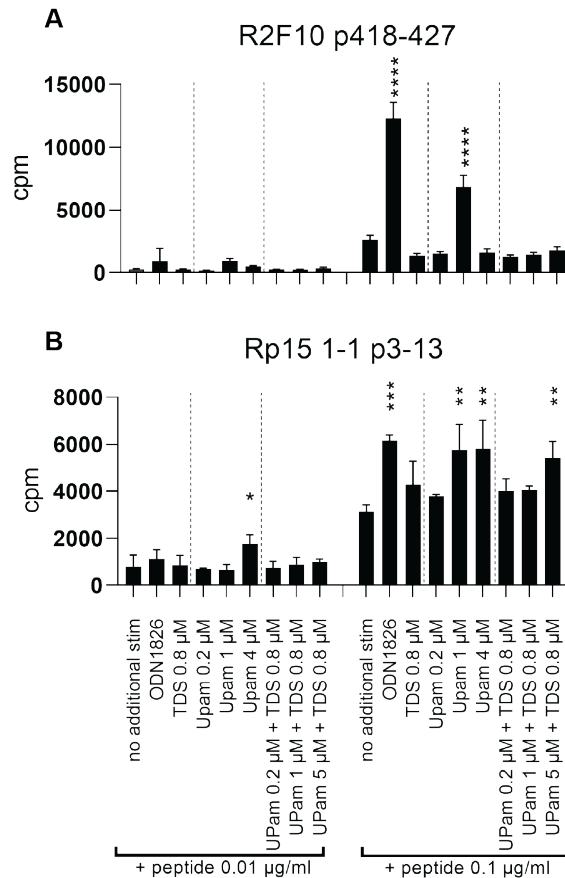 A
R2F10 p418-427
cpm
15000
10000
5000
0
****
****
B
Rp15 1-1 p3-13
cpm
8000
6000
4000
2000
0
*
***
**
**
**
no additional stim
ODN1826
TDS 0.8 µM
Upam 0.2 µM
Upam 1 µM
Upam 4 µM
UPam 0.2 µM + TDS 0.8 µM
UPam 1 µM + TDS 0.8 µM
UPam 5 µM + TDS 0.8 µM
no additional stim
ODN1826
TDS 0.8 µM
Upam 0.2 µM
Upam 1 µM
Upam 4 µM
UPam 0.2 µM + TDS 0.8 µM
UPam 1 µM + TDS 0.8 µM
UPam 5 µM + TDS 0.8 µM
+ peptide 0.01 µg/ml
+ peptide 0.1 µg/ml